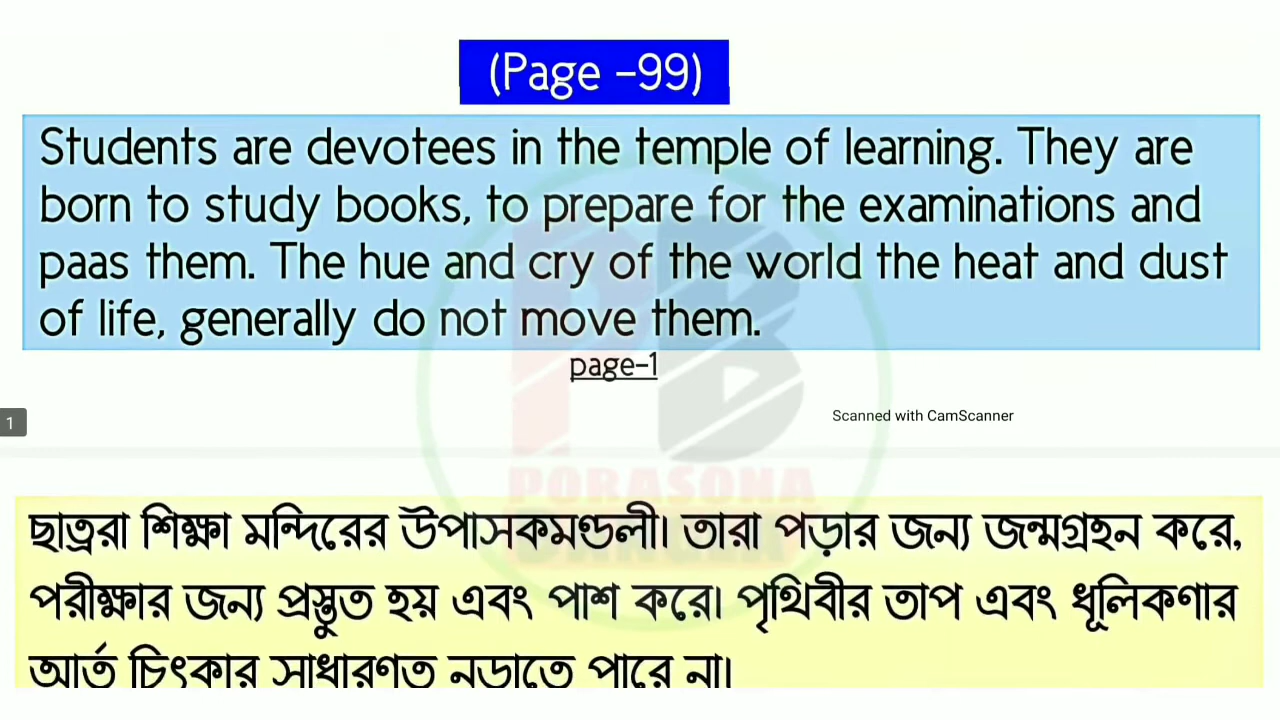 (Page -99)
Students are devotees in the temple of learning. They are
born to study books, to prepare for the examinations and
paas them. The hue and cry of the world the heat and dust
of life, generally do not move them.
page-1
1
Scanned with CamScanner
PORASONA
BANGLA
ছাত্ররা শিক্ষা মন্দিরের উপাসকমণ্ডলী। তারা পড়ার জন্য জন্মগ্রহন করে,
পরীক্ষার জন্য প্রস্তুত হয় এবং পাশ করে। পৃথিবীর তাপ এবং ধূলিকণার
আর্ত চিৎকার সাধারণত নড়াতে পারে না।